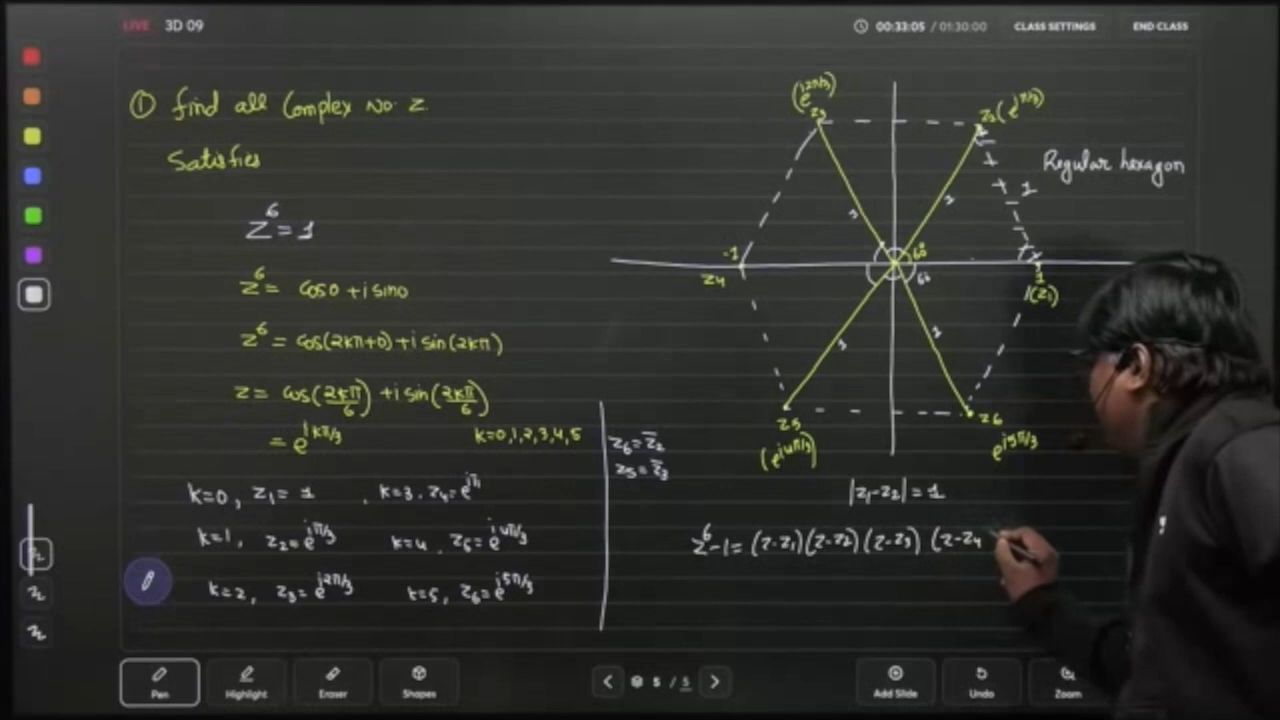 LIVE 3D 09
00:33:05 / 01:30:00 CLASS SETTINGS END CLASS
① find all Complex No. z.
Satisfies
z⁶ = 1
z⁶ = cos0 + i sin0
z⁶ = cos(2kπ+0) + i sin(2kπ)
z = cos(2kπ/6) + i sin(2kπ/6)
= e^(ikπ/3) k=0,1,2,3,4,5
k=0, z₁ = 1 , k=3, z₄ = e^(iπ)
k=1, z₂ = e^(iπ/3) k=4, z₅ = e^(i4π/3)
k=2, z₃ = e^(i2π/3) k=5, z₆ = e^(i5π/3)
z₆ = z̄₂
z₅ = z̄₃
(e^(i2π/3))
z₃
z₂(e^(iπ/3))
Regular hexagon
1
60°
60
-1
z₄
1
(z₁)
z₅
(e^(i4π/3))
z₆
e^(i5π/3)
|z₁-z₂| = 1
z⁶-1 = (z-z₁)(z-z₂)(z-z₃) (z-z₄
Pen Highlight Eraser Shapes 5 / 5 Add Slide Undo Zoom